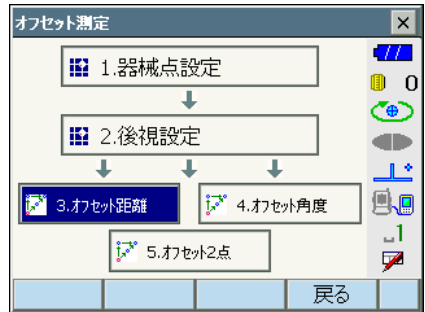 オフセット測定
1.器械点設定
0
2.後視設定
3.オフセット距離
4.オフセット角度
1
5.オフセット2点
戻る